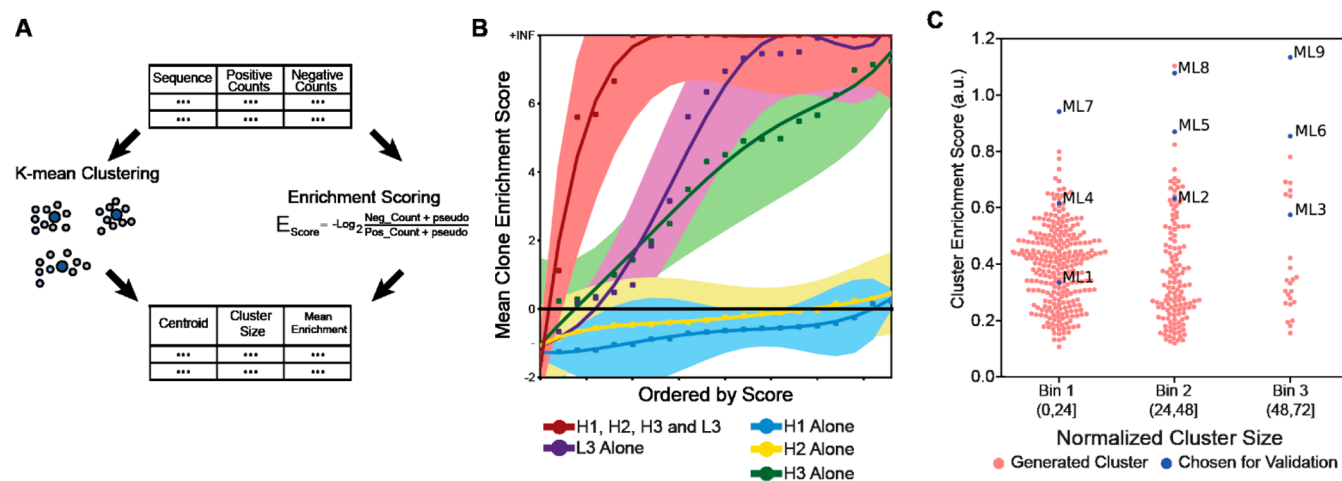 A
Sequence
Positive
Counts
Negative
Counts
... ... ...
... ... ...
K-mean Clustering
Enrichment Scoring
E Score = -Log2 Neg_Count + pseudo
Pos_Count + pseudo
Centroid
Cluster
Size
Mean
Enrichment
... ... ...
... ... ...
B
Mean Clone Enrichment Score
+INF
6
4
2
0
-
-2
Ordered by Score
H1, H2, H3 and L3
L3 Alone
H1 Alone
H2 Alone
H3 Alone
C
Cluster Enrichment Score (a.u.)
1.2
1.0
0.8
0.6
0.4
0.2
0.0
ML7
ML4
ML1
ML8
ML5
ML2
ML9
ML6
ML3
Bin 1
(0,24]
Bin 2
(24,48]
Bin 3
(48,72]
Normalized Cluster Size
Generated Cluster
Chosen for Validation